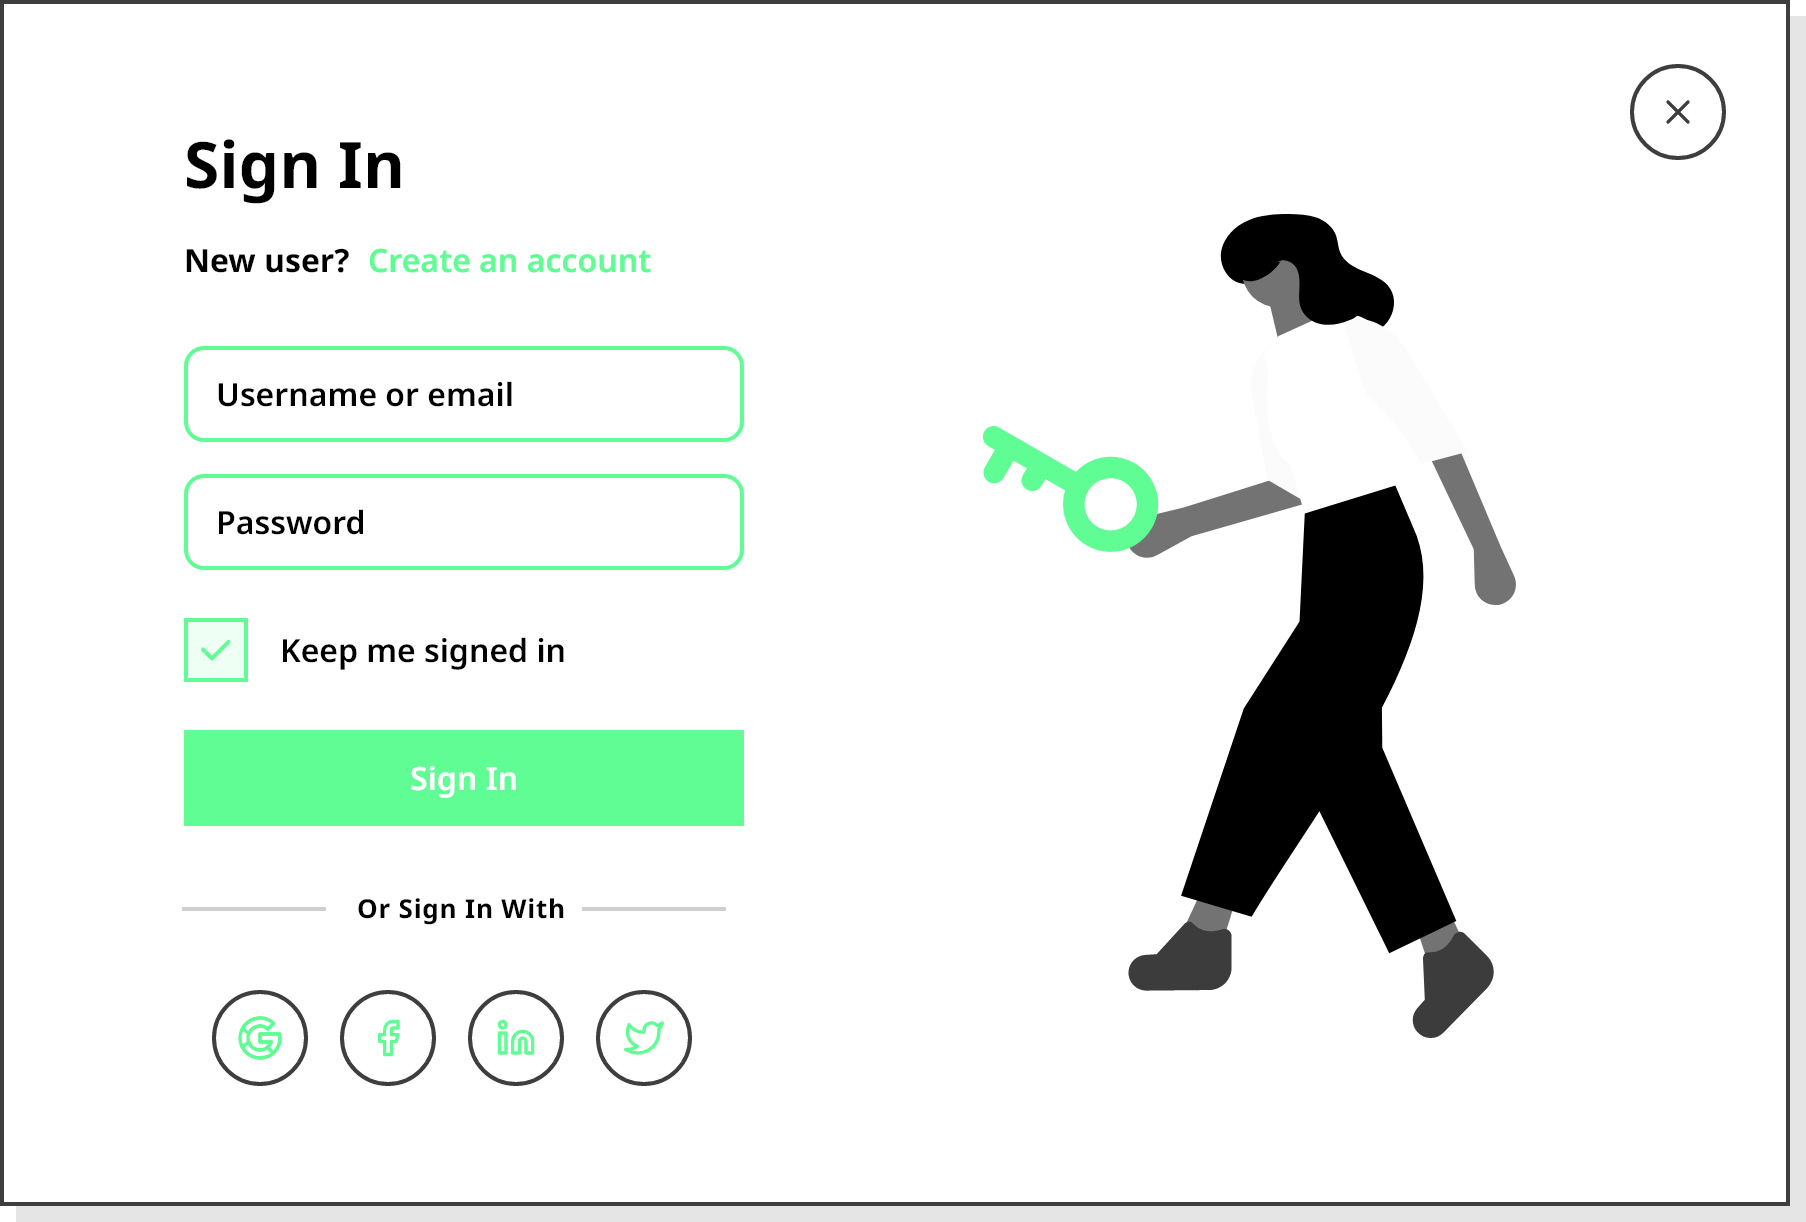 Sign In
New user? Create an account
Username or email
Password
Keep me signed in
Sign In
Or Sign In With